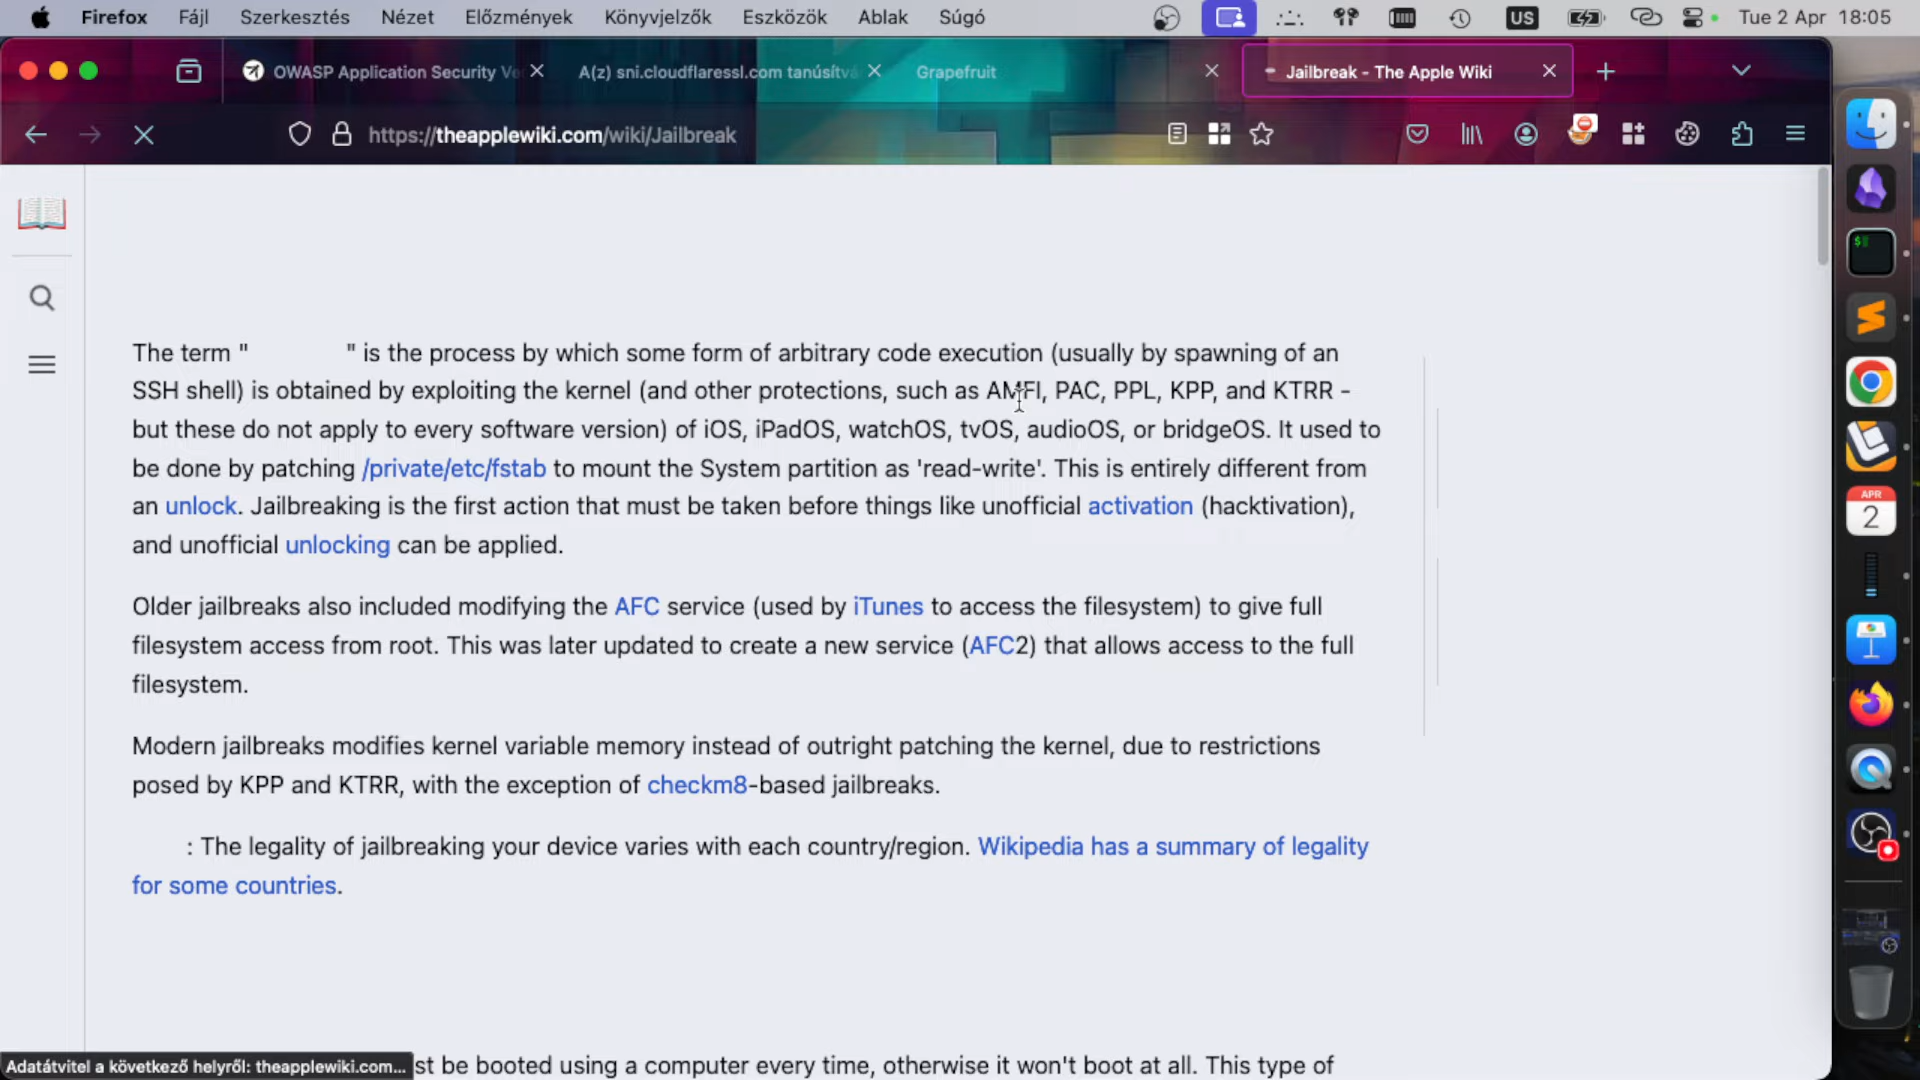 Firefox Fájl Szerkesztés Nézet Előzmények Könyvjelzők Eszközök Ablak Súgó US Tue 2 Apr 18:05
OWASP Application Security Ve A(z) sni.cloudflaressl.com tanúsítvá Grapefruit Jailbreak - The Apple Wiki
https://theapplewiki.com/wiki/Jailbreak
The term " " is the process by which some form of arbitrary code execution (usually by spawning of an
SSH shell) is obtained by exploiting the kernel (and other protections, such as AMFI, PAC, PPL, KPP, and KTRR -
but these do not apply to every software version) of iOS, iPadOS, watchOS, tvOS, audioOS, or bridgeOS. It used to
be done by patching /private/etc/fstab to mount the System partition as 'read-write'. This is entirely different from
an unlock. Jailbreaking is the first action that must be taken before things like unofficial activation (hacktivation),
and unofficial unlocking can be applied.
Older jailbreaks also included modifying the AFC service (used by iTunes to access the filesystem) to give full
filesystem access from root. This was later updated to create a new service (AFC2) that allows access to the full
filesystem.
Modern jailbreaks modifies kernel variable memory instead of outright patching the kernel, due to restrictions
posed by KPP and KTRR, with the exception of checkm8-based jailbreaks.
: The legality of jailbreaking your device varies with each country/region. Wikipedia has a summary of legality
for some countries.
st be booted using a computer every time, otherwise it won't boot at all. This type of
Adatátvitel a következő helyről: theapplewiki.com...
APR
2